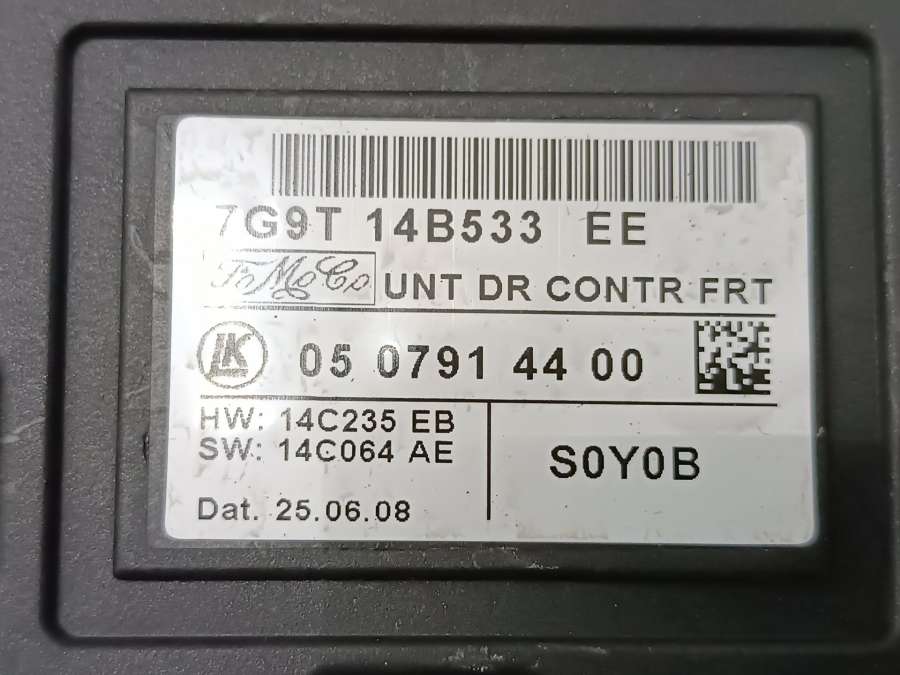 7G9T 14B533 EE
FoMoCo UNT DR CONTR FRT
LK 05 0791 44 00
HW: 14C235 EB
SW: 14C064 AE
S0Y0B
Dat. 25.06.08